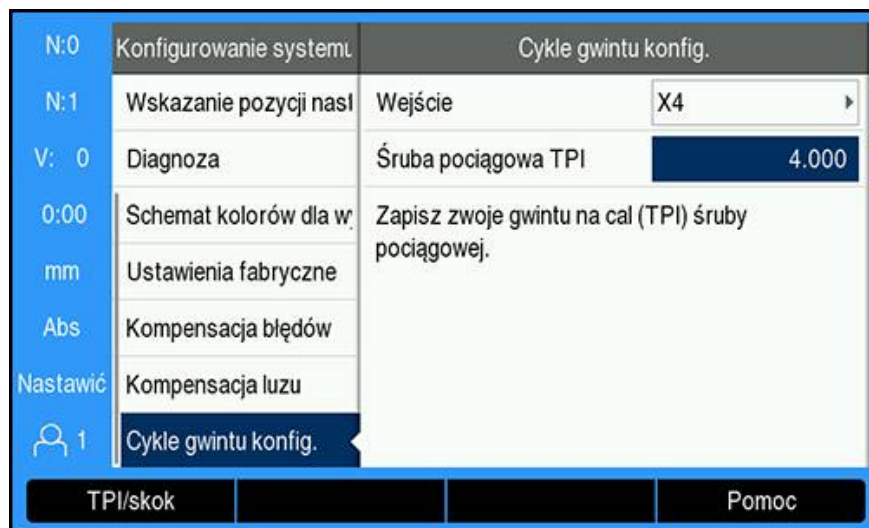 N:0
N:1
V: 0
0:00
mm
Abs
Nastawić
1
Konfigurowanie systemu
Wskazanie pozycji nast
Diagnoza
Schemat kolorów dla wy
Ustawienia fabryczne
Kompensacja błędów
Kompensacja luzu
Cykle gwintu konfig.
Cykle gwintu konfig.
Wejście X4
Śruba pociągowa TPI 4.000
Zapisz zwoje gwintu na cal (TPI) śruby
pociągowej.
TPI/skok Pomoc